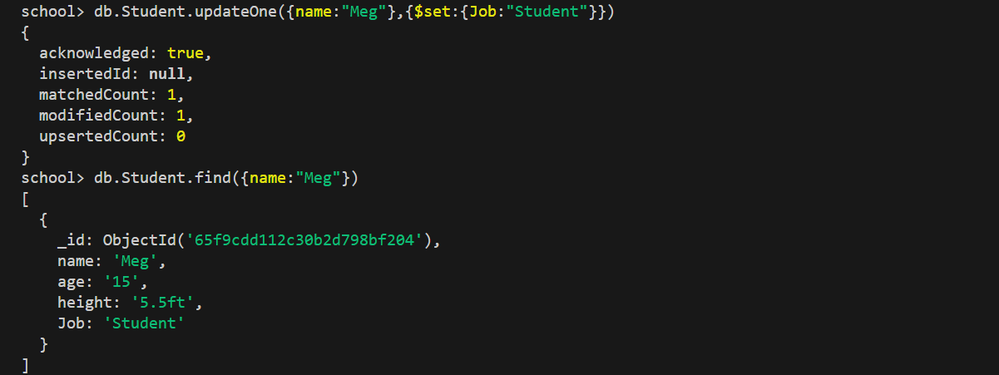 school> db.Student.updateOne({name:"Meg"},{$set:{Job:"Student"}})
{
  acknowledged: true,
  insertedId: null,
  matchedCount: 1,
  modifiedCount: 1,
  upsertedCount: 0
}
school> db.Student.find({name:"Meg"})
[
  {
    _id: ObjectId('65f9cdd112c30b2d798bf204'),
    name: 'Meg',
    age: '15',
    height: '5.5ft',
    Job: 'Student'
  }
]